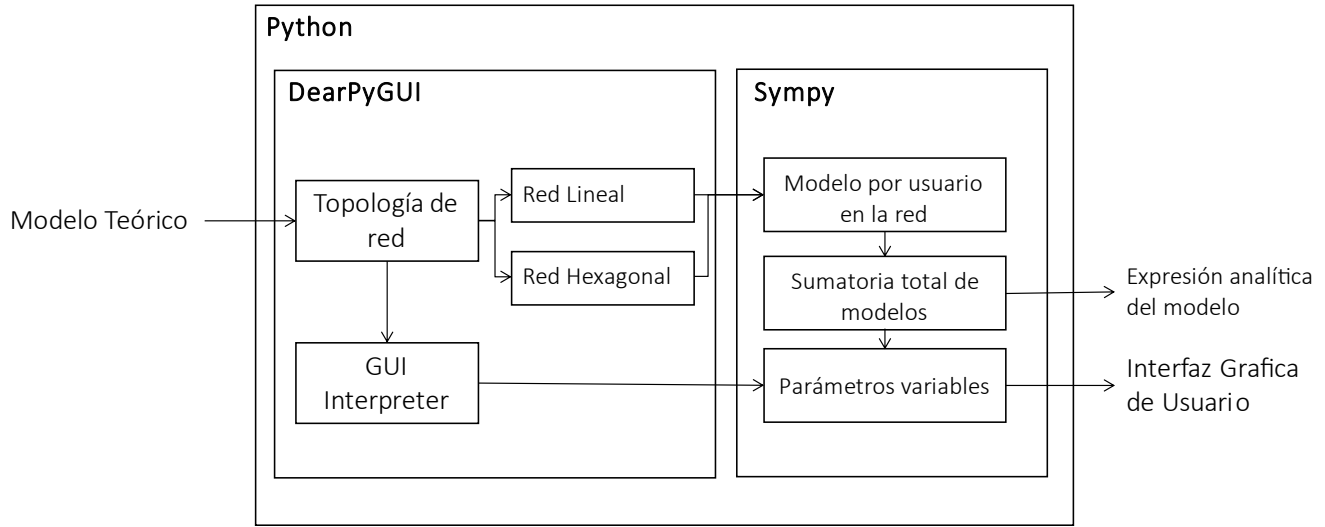 Python
DearPyGUI
Sympy
Modelo Teórico
Topología de
red
Red Lineal
Red Hexagonal
GUI
Interpreter
Modelo por usuario
en la red
Sumatoria total de
modelos
Parámetros variables
Expresión analítica
del modelo
Interfaz Grafica
de Usuario